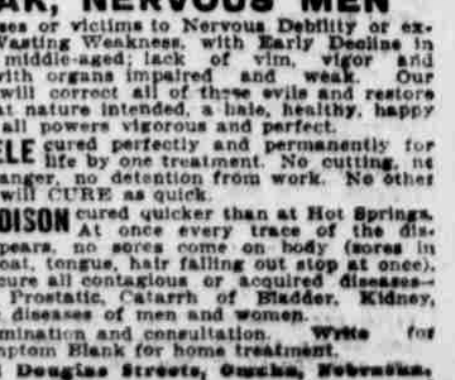 AK, NERVOUS MEN
ses or victims to Nervous Debility or ex-
Wasting Weakness, with Early Decline in
middle-aged; lack of vim, vigor and
with organs impaired and weak. Our
will correct all of these evils and restore
at nature intended, a hale, healthy, happy
all powers vigorous and perfect.
ELE cured perfectly and permanently for
life by one treatment. No cutting, no
anger, no detention from work. No other
will CURE as quick.
OISON cured quicker than at Hot Springs.
At once every trace of the dis-
pears, no sores come on body (sores in
oat, tongue, hair falling out stop at once).
cure all contagious or acquired diseases—
Prostatic, Catarrh of Bladder, Kidney,
diseases of men and women.
mination and consultation. Write for
mptom Blank for home treatment.
Douglas Streets, Omaha, Nebraska.